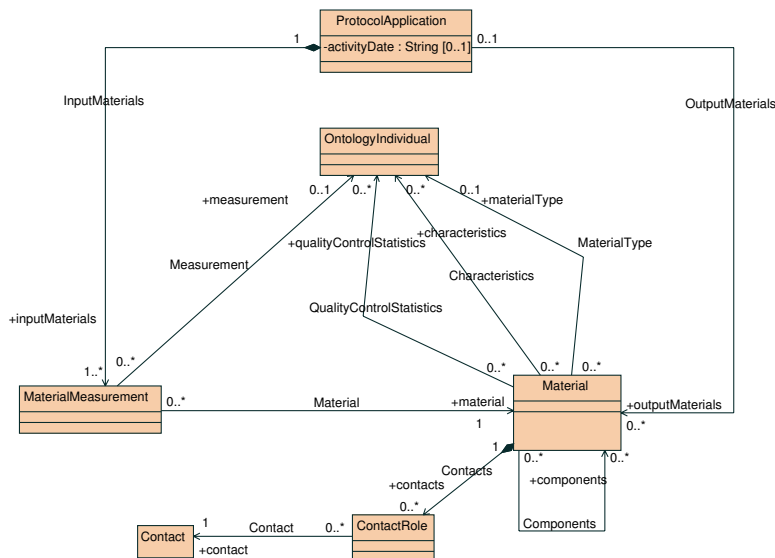 ProtocolApplication
1
-activityDate : String [0..1]
0..1
InputMaterials
OutputMaterials
OntologyIndividual
0..1
0..*
0..*
0..1
+measurement
+materialType
+characteristics
+qualityControlStatistics
MaterialType
Measurement
Characteristics
QualityControlStatistics
+inputMaterials
1..*
0..*
0..*
0..*
0..*
MaterialMeasurement
0..*
Material
+material
Material
+outputMaterials
1
0..*
1
0..*
0..*
Contacts
+components
+contacts
0..*
Components
1
Contact
0..*
ContactRole
Contact
+contact